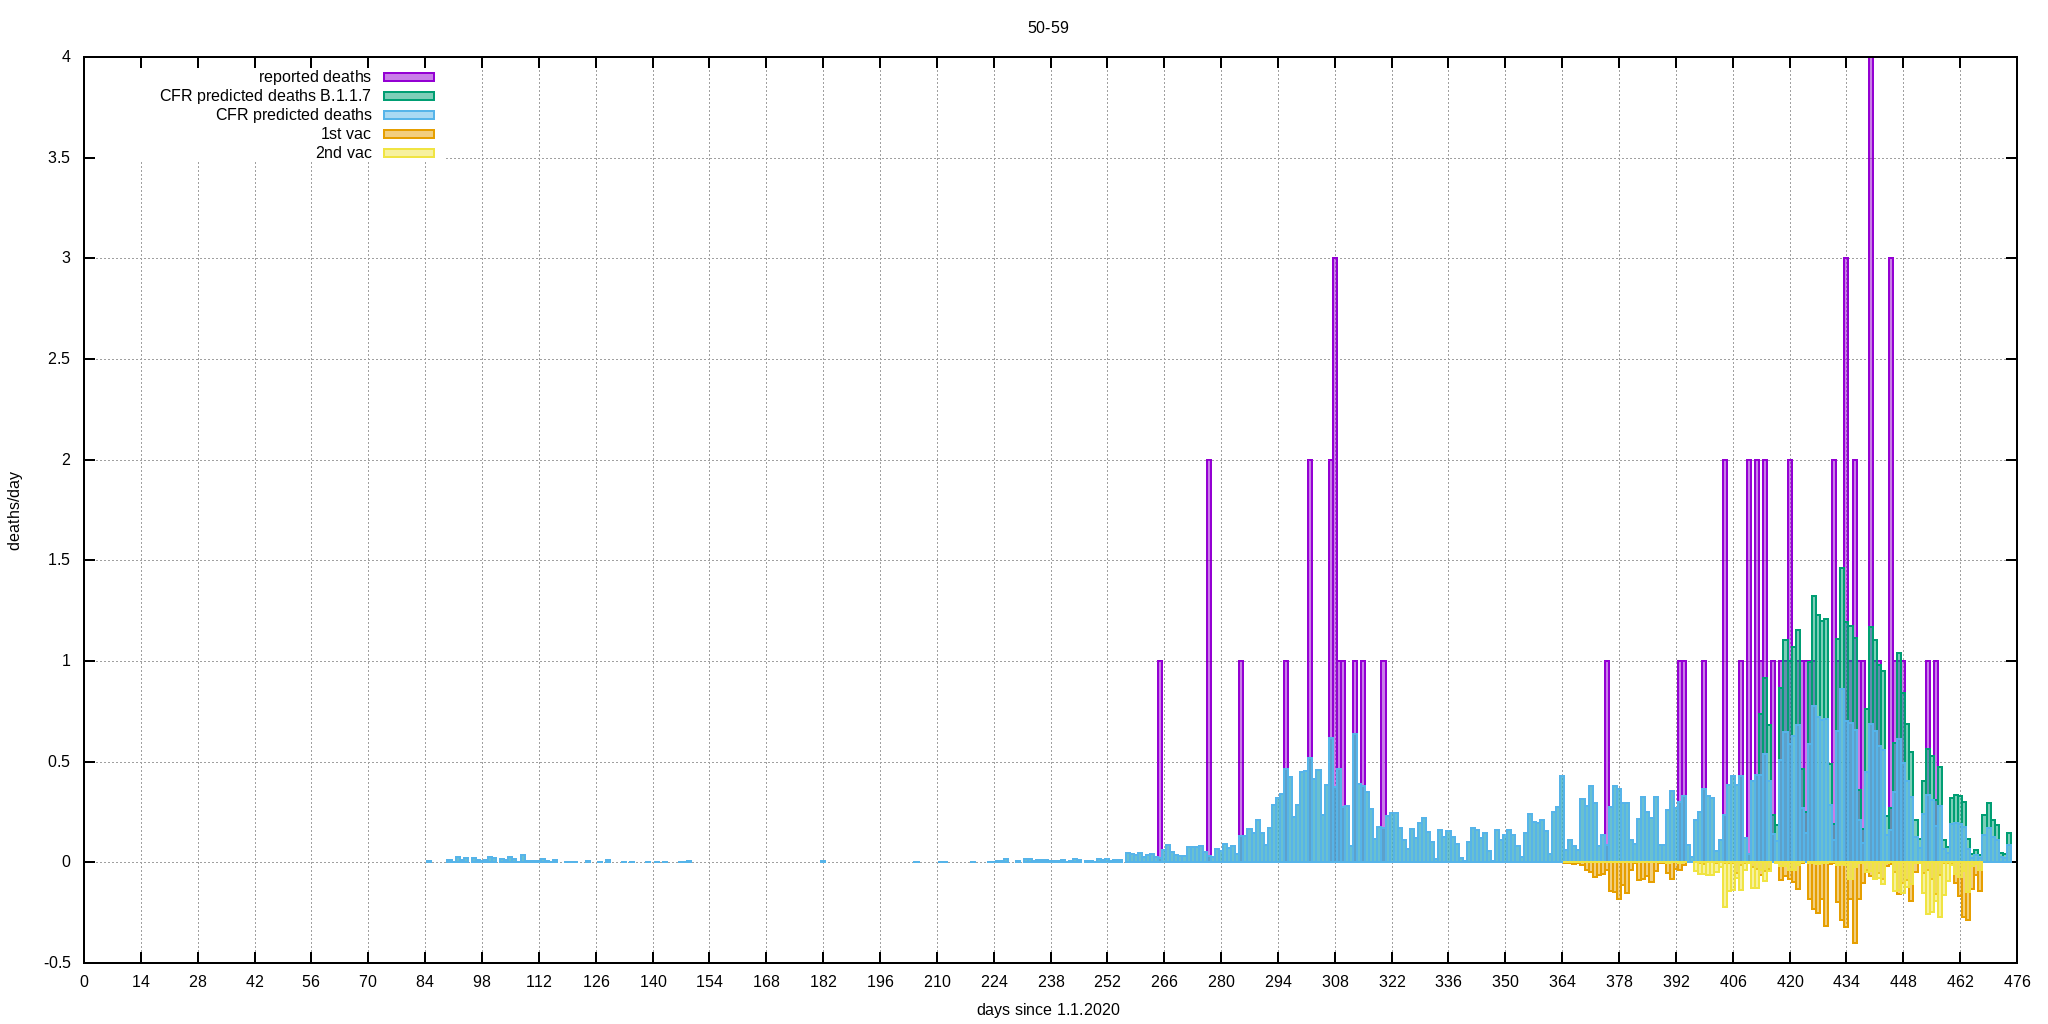 50-59
reported deaths
CFR predicted deaths B.1.1.7
CFR predicted deaths
1st vac
2nd vac
4
3.5
3
2.5
2
1.5
1
0.5
0
-0.5
deaths/day
0 14 28 42 56 70 84 98 112 126 140 154 168 182 196 210 224 238 252 266 280 294 308 322 336 350 364 378 392 406 420 434 448 462 476
days since 1.1.2020